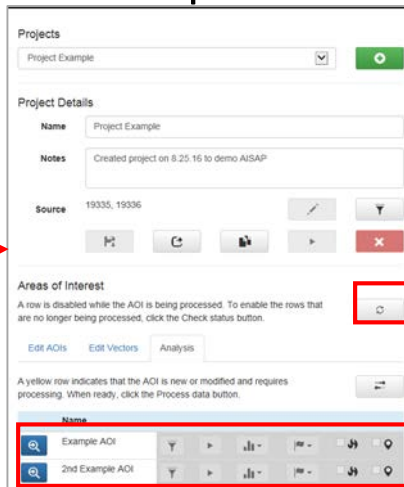 Projects
Project Example
Project Details
Name Project Example
Notes Created project on 8.25.16 to demo AISAP
Source 19335, 19336
Areas of Interest
A row is disabled while the AOI is being processed. To enable the rows that
are no longer being processed, click the Check status button.
Edit AOIs Edit Vectors Analysis
A yellow row indicates that the AOI is new or modified and requires
processing. When ready, click the Process data button.
Name
Example AOI
2nd Example AOI